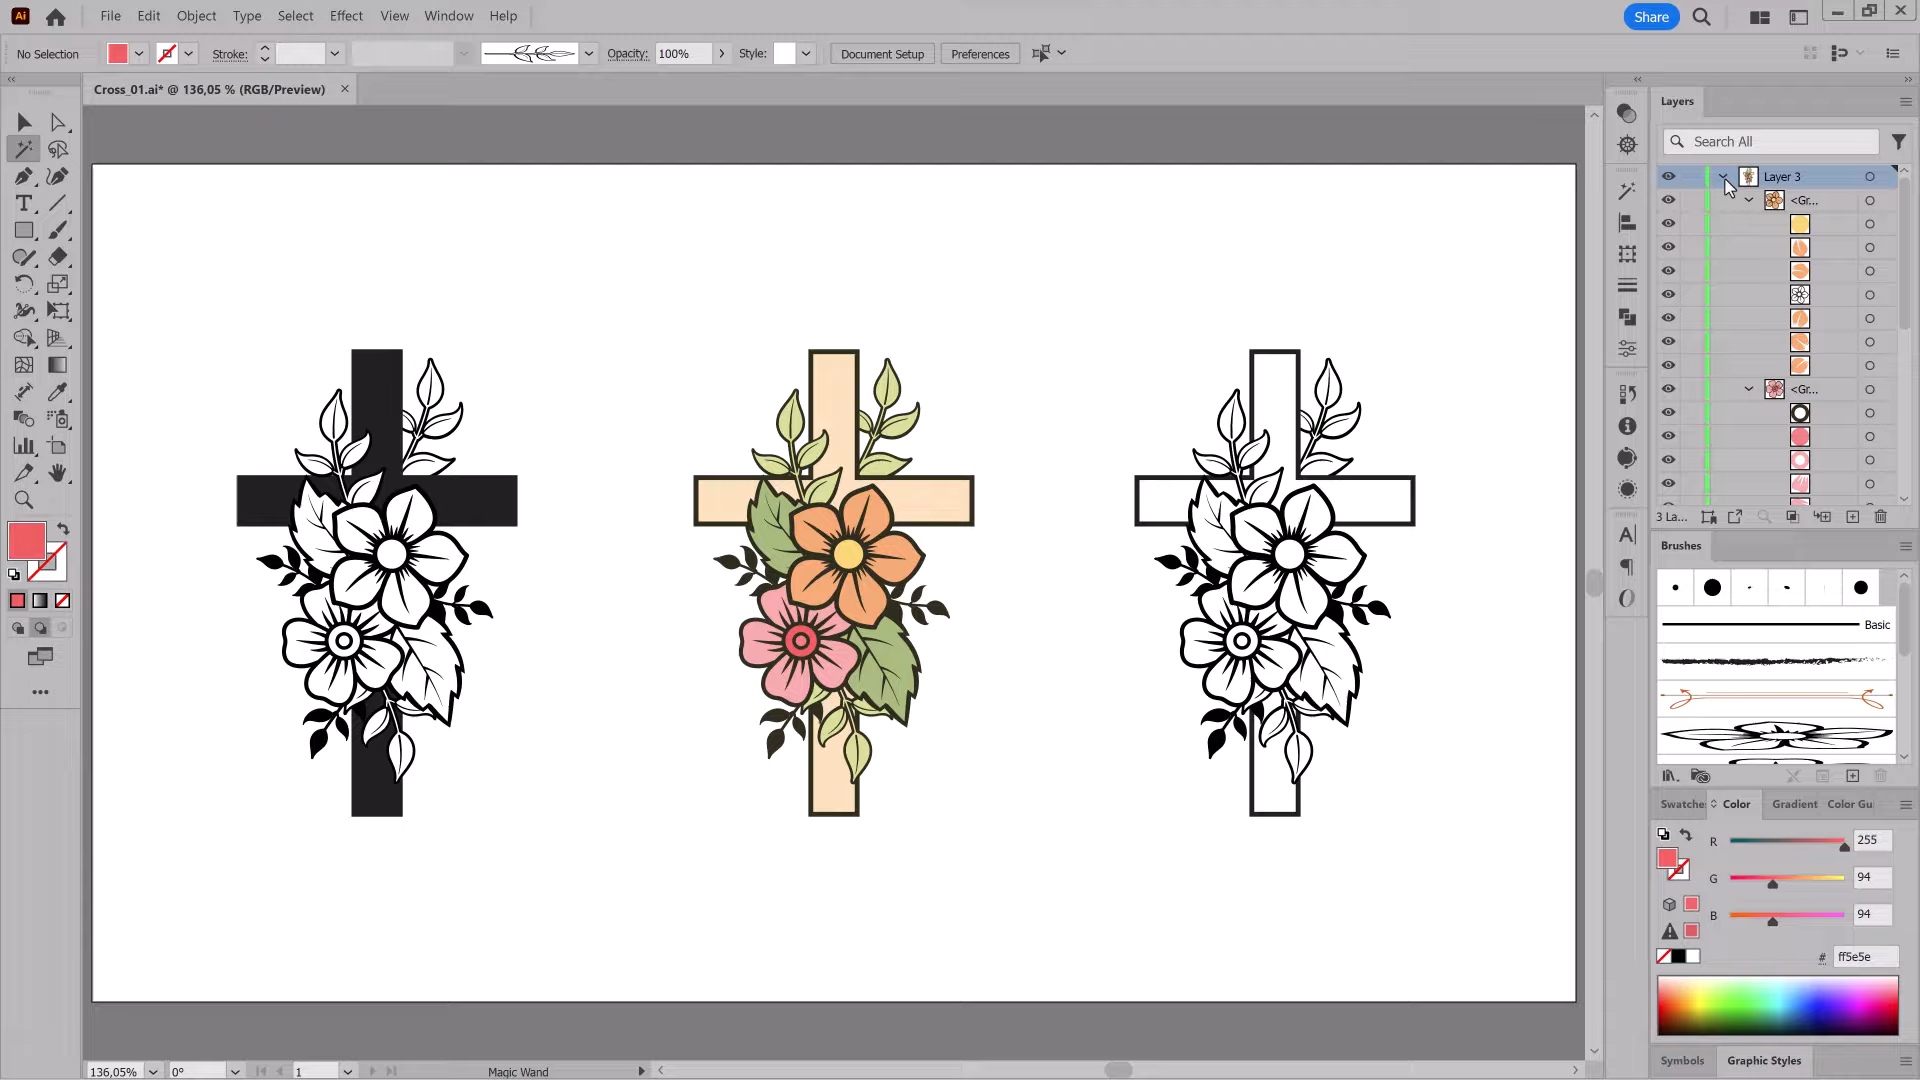 Ai File Edit Object Type Select Effect View Window Help Share
No Selection Stroke: Opacity: 100% Style: Document Setup Preferences
Cross_01.ai* @ 136,05 % (RGB/Preview)
Layers
Search All
Layer 3
<Gr...
<Gr...
3 La...
Brushes
Basic
Swatches Color Gradient Color Gu
R 255
G 94
B 94
# ff5e5e
Symbols Graphic Styles
136,05% 0° 1 Magic Wand